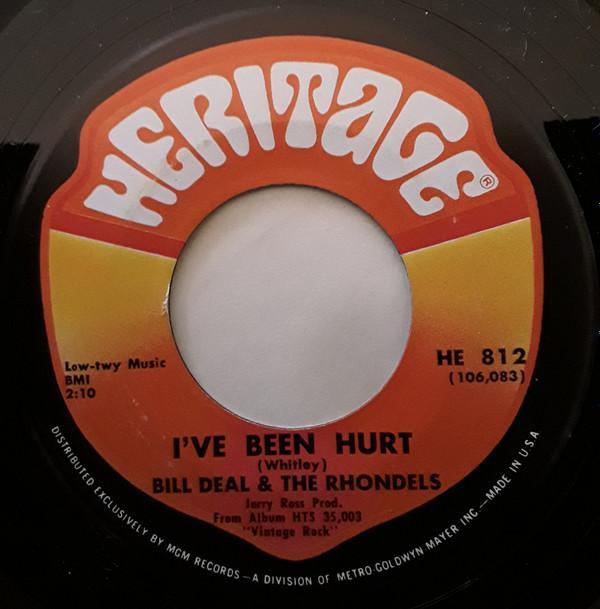 HERITAGE®
Low-twy Music
BMI
2:10
HE 812
(106,083)
I'VE BEEN HURT
(Whitley)
BILL DEAL & THE RHONDELS
Jerry Ross Prod.
From Album HTS 35,003
"Vintage Rock"
DISTRIBUTED EXCLUSIVELY BY MGM RECORDS—A DIVISION OF METRO-GOLDWYN MAYER INC.—MADE IN U.S.A